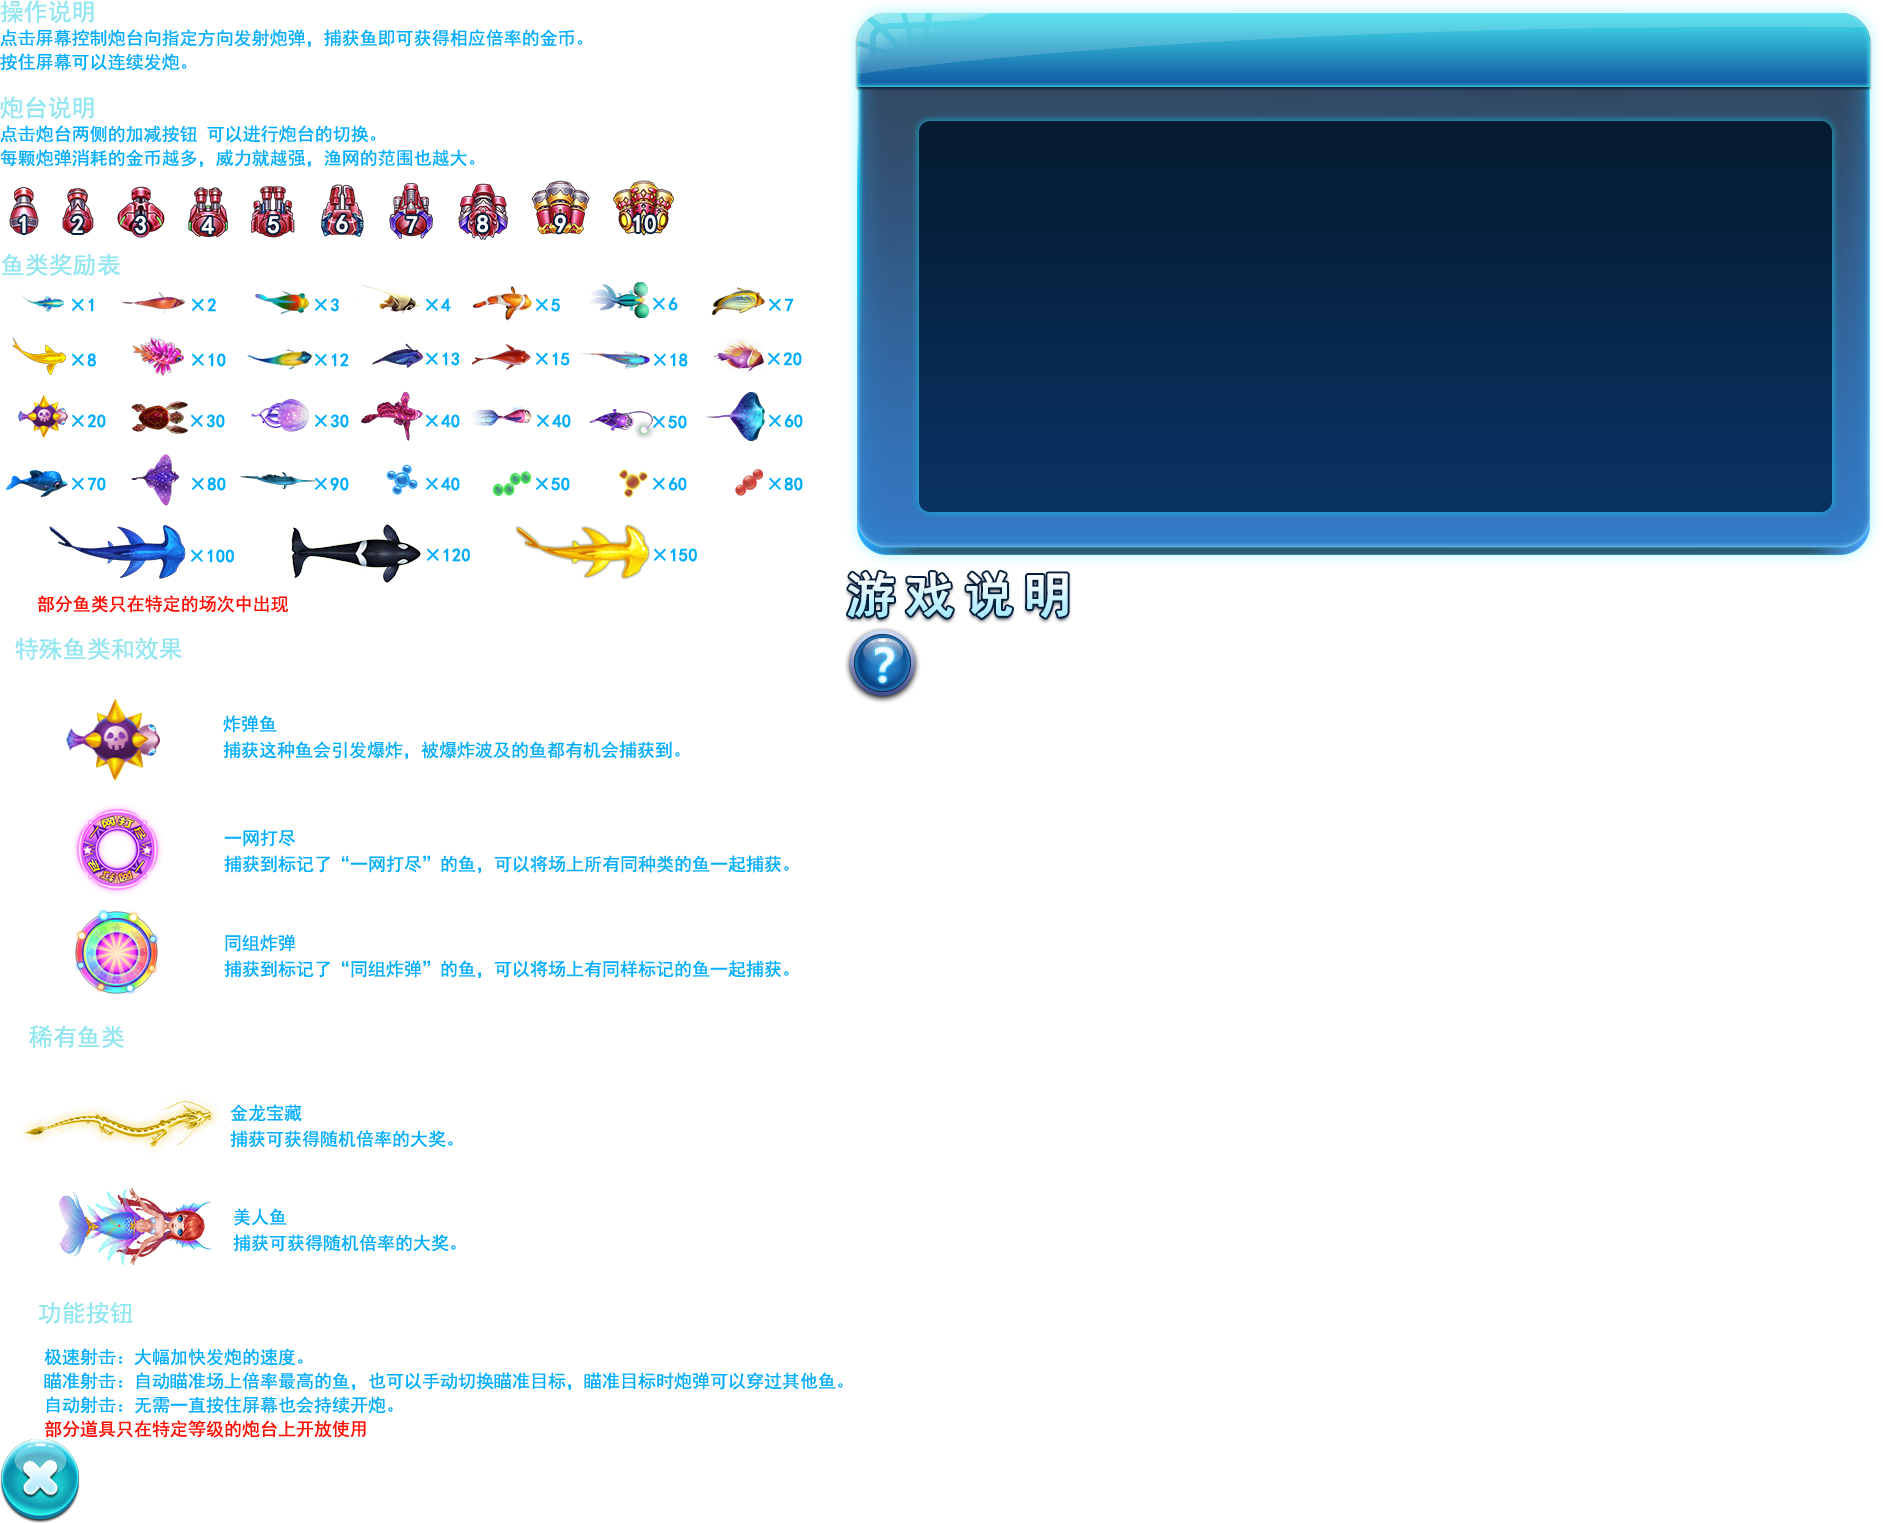 操作说明
点击屏幕控制炮台向指定方向发射炮弹，捕获鱼即可获得相应倍率的金币。
按住屏幕可以连续发炮。
炮台说明
点击炮台两侧的加减按钮 可以进行炮台的切换。
每颗炮弹消耗的金币越多，威力就越强，渔网的范围也越大。
1 2 3 4 5 6 7 8 9 10
鱼类奖励表
×1 ×2 ×3 ×4 ×5 ×6 ×7
×8 ×10 ×12 ×13 ×15 ×18 ×20
×20 ×30 ×30 ×40 ×40 ×50 ×60
×70 ×80 ×90 ×40 ×50 ×60 ×80
×100 ×120 ×150
部分鱼类只在特定的场次中出现
特殊鱼类和效果
炸弹鱼
捕获这种鱼会引发爆炸，被爆炸波及的鱼都有机会捕获到。
一网打尽
一网打尽
一网打尽
捕获到标记了“一网打尽”的鱼，可以将场上所有同种类的鱼一起捕获。
同组炸弹
捕获到标记了“同组炸弹”的鱼，可以将场上有同样标记的鱼一起捕获。
稀有鱼类
金龙宝藏
捕获可获得随机倍率的大奖。
美人鱼
捕获可获得随机倍率的大奖。
功能按钮
极速射击：大幅加快发炮的速度。
瞄准射击：自动瞄准场上倍率最高的鱼，也可以手动切换瞄准目标，瞄准目标时炮弹可以穿过其他鱼。
自动射击：无需一直按住屏幕也会持续开炮。
部分道具只在特定等级的炮台上开放使用
游戏说明
?